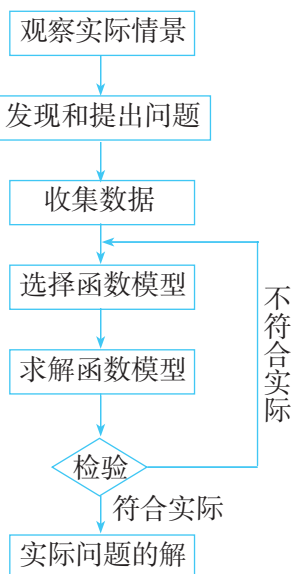 观察实际情景
发现和提出问题
收集数据
选择函数模型
求解函数模型
不符合实际
检验
符合实际
实际问题的解